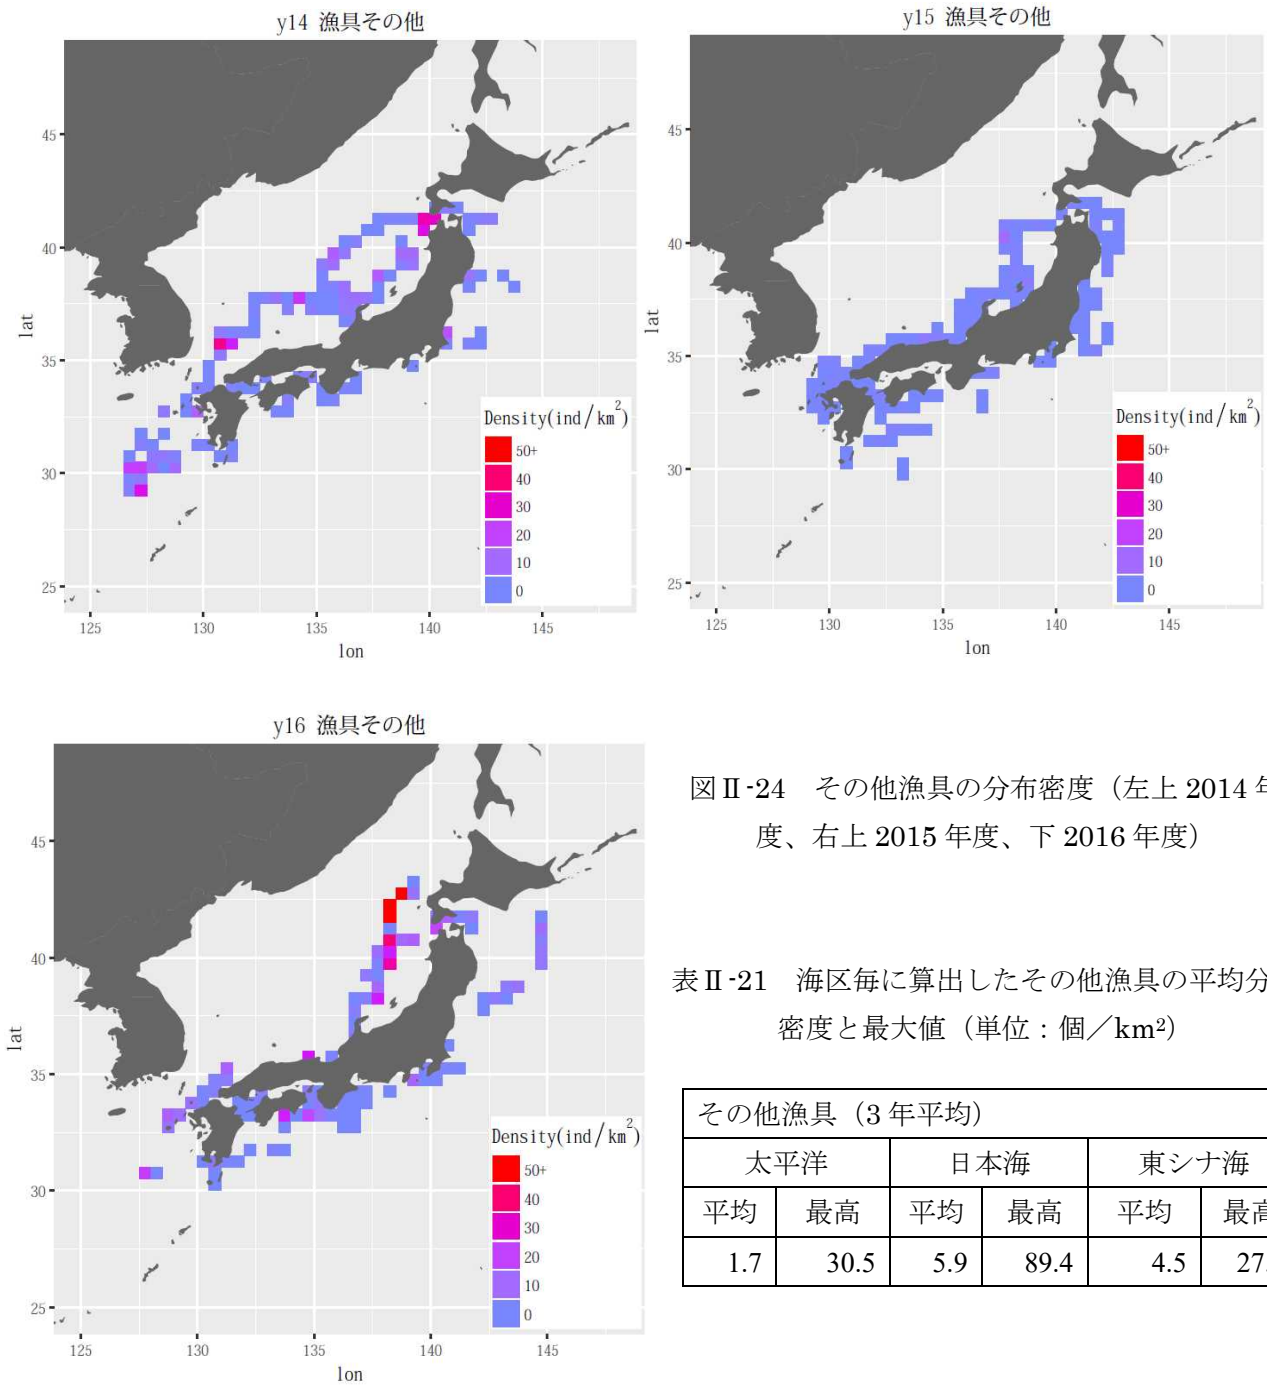 y14 漁具その他
45
40
35
30
25
lat
125 130 135 140 145
lon
Density(ind/km²)
50+
40
30
20
10
0
y15 漁具その他
45
40
35
30
25
lat
125 130 135 140 145
lon
Density(ind/km²)
50+
40
30
20
10
0
y16 漁具その他
45
40
35
30
25
lat
125 130 135 140 145
lon
Density(ind/km²)
50+
40
30
20
10
0
図Ⅱ-24 その他漁具の分布密度（左上 2014 年
度、右上 2015 年度、下 2016 年度）
表Ⅱ-21 海区毎に算出したその他漁具の平均分
密度と最大値（単位：個／km²）
その他漁具（3 年平均）
太平洋 日本海 東シナ海
平均 最高 平均 最高 平均 最高
1.7 30.5 5.9 89.4 4.5